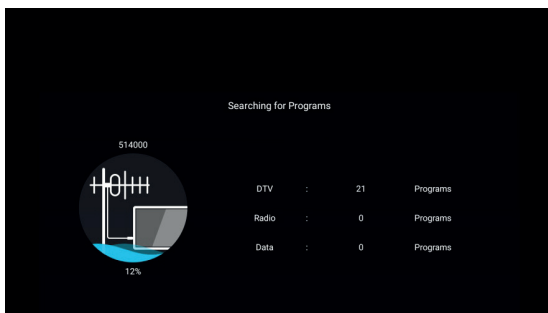 Searching for Programs
514000
DTV : 21 Programs
Radio : 0 Programs
Data : 0 Programs
12%